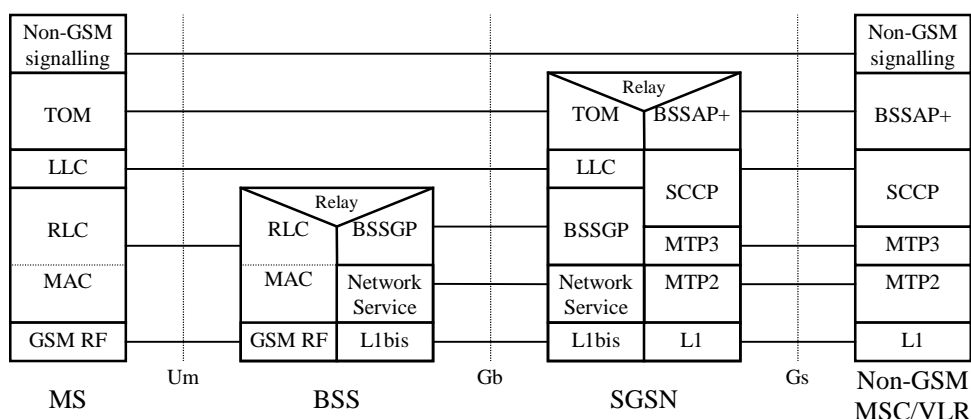 Non-GSM
signalling
Non-GSM
signalling
Relay
TOM
TOM
BSSAP+
BSSAP+
LLC
LLC
SCCP
SCCP
Relay
RLC
RLC
BSSGP
BSSGP
MTP3
MTP3
MAC
MAC
Network
Service
Network
Service
MTP2
MTP2
GSM RF
GSM RF
L1bis
L1bis
L1
L1
Um
Gb
Gs
MS
BSS
SGSN
Non-GSM
MSC/VLR